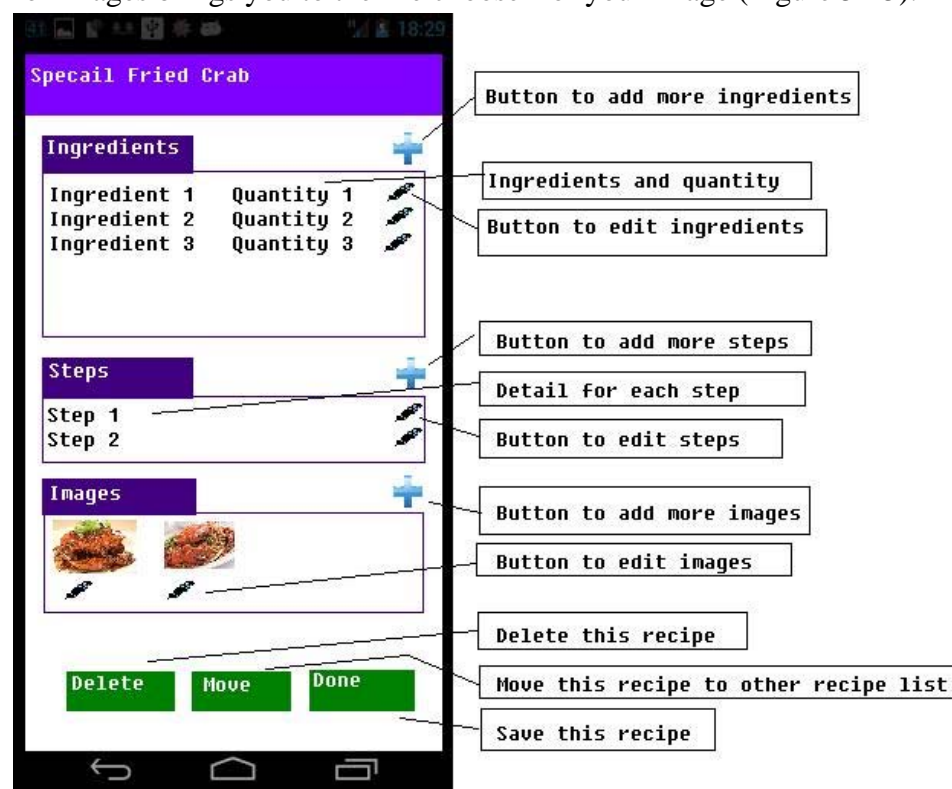 18:29
Specail Fried Crab
Button to add more ingredients
Ingredients
Ingredients and quantity
Ingredient 1 Quantity 1
Ingredient 2 Quantity 2
Button to edit ingredients
Ingredient 3 Quantity 3
Button to add more steps
Steps
Detail for each step
Step 1
Step 2
Button to edit steps
Images
Button to add more images
Button to edit images
Delete this recipe
Delete Move Done
Move this recipe to other recipe list
Save this recipe